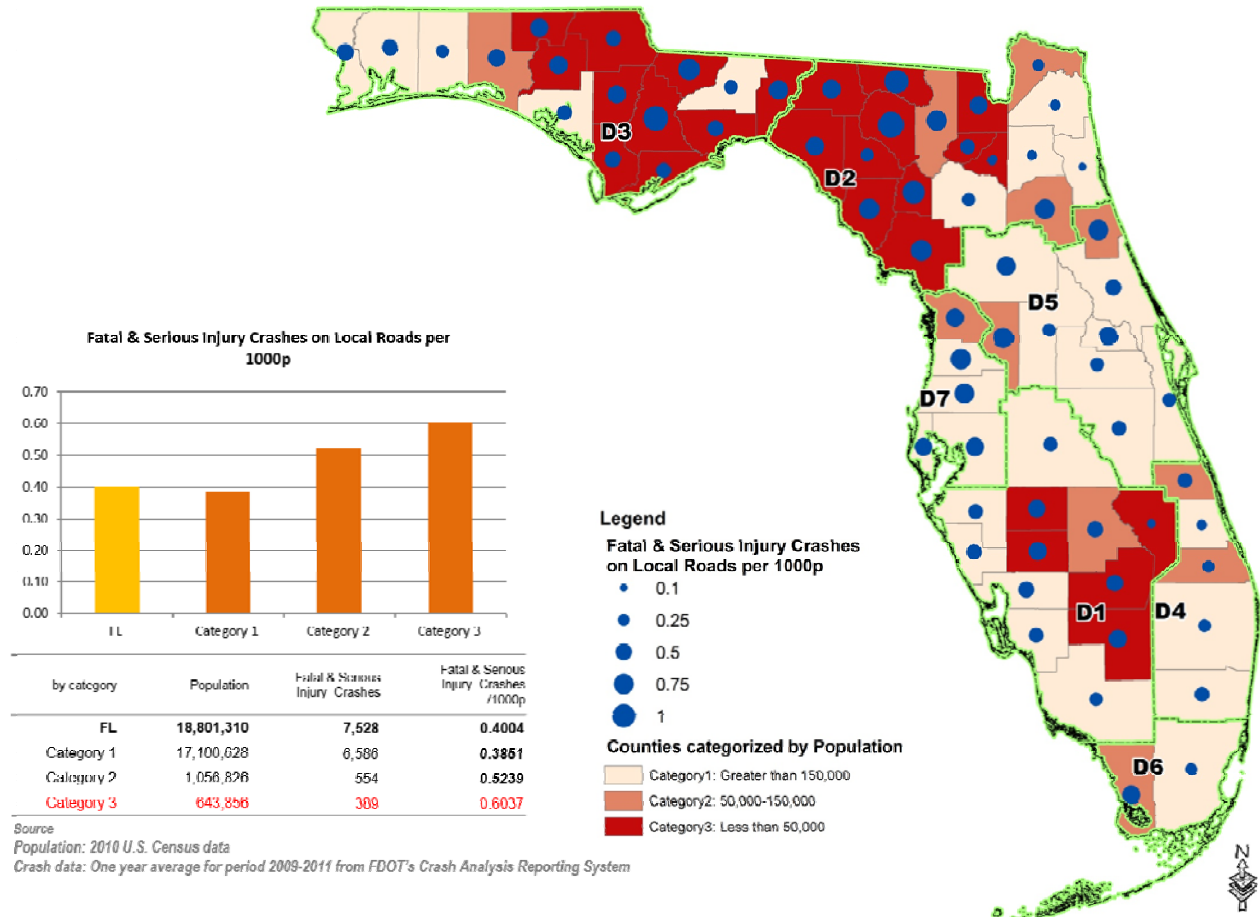 D3
D2
D5
D7
D1
D4
D6
Fatal & Serious Injury Crashes on Local Roads per
1000p
0.70
0.60
0.50
0.40
0.30
0.20
0.10
0.00
FL
Category 1
Category 2
Category 3
by category Population Fatal & Serious Injury Crashes Fatal & Serious Injury Crashes /1000p
FL 18,801,310 7,528 0.4004
Category 1 17,100,628 6,586 0.3851
Category 2 1,056,826 554 0.5239
Category 3 643,856 389 0.6037
Source
Population: 2010 U.S. Census data
Crash data: One year average for period 2009-2011 from FDOT's Crash Analysis Reporting System
Legend
Fatal & Serious Injury Crashes
on Local Roads per 1000p
0.1
0.25
0.5
0.75
1
Counties categorized by Population
Category1: Greater than 150,000
Category2: 50,000-150,000
Category3: Less than 50,000
N